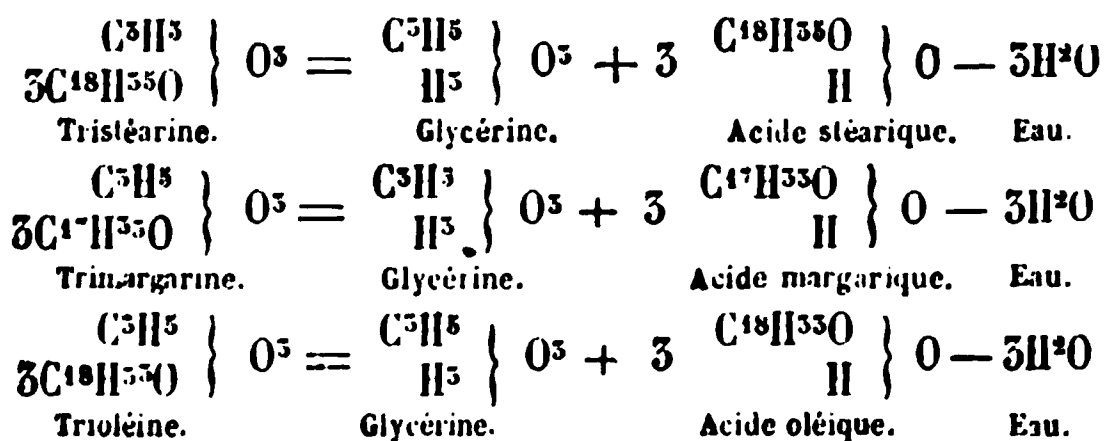 C³H⁵ } O³ = C³H⁵ } O³ + 3 C¹⁸H³⁵O } O — 3H²O
3C¹⁸H³⁵O H³ H
Tristéarine. Glycérine. Acide stéarique. Eau.
C³H⁵ } O³ = C³H⁵ } O³ + 3 C¹⁷H³³O } O — 3H²O
3C¹⁷H³³O H³ H
Trimargarine. Glycérine. Acide margarique. Eau.
C³H⁵ } O³ = C³H⁵ } O³ + 3 C¹⁸H³³O } O — 3H²O
3C¹⁸H³³O H³ H
Trioléine. Glycérine. Acide oléique. Eau.